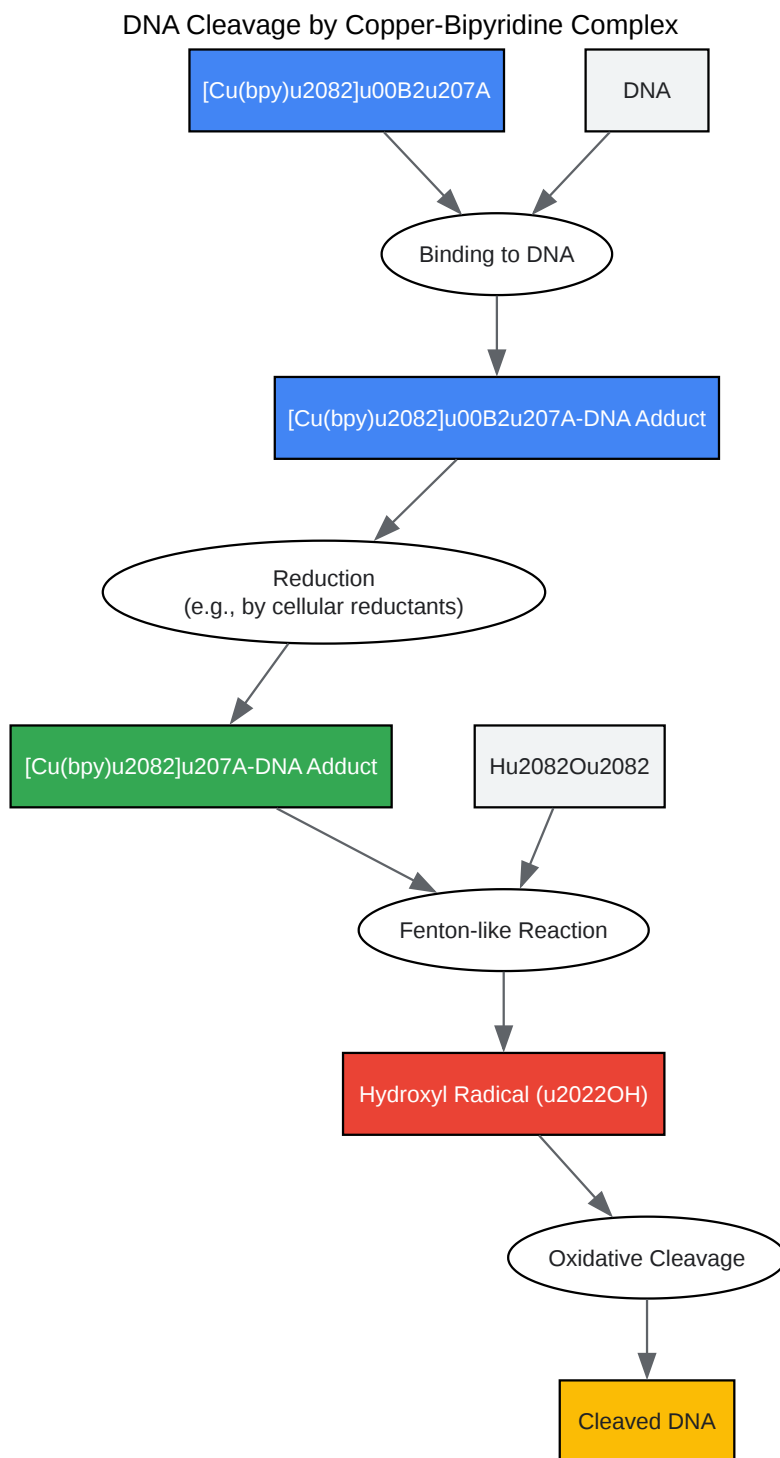 DNA Cleavage by Copper-Bipyridine Complex
[Cu(bpy)u2082]u00B2u207A
DNA
Binding to DNA
[Cu(bpy)u2082]u00B2u207A-DNA Adduct
Reduction
(e.g., by cellular reductants)
[Cu(bpy)u2082]u207A-DNA Adduct
Hu2082Ou2082
Fenton-like Reaction
Hydroxyl Radical (u2022OH)
Oxidative Cleavage
Cleaved DNA